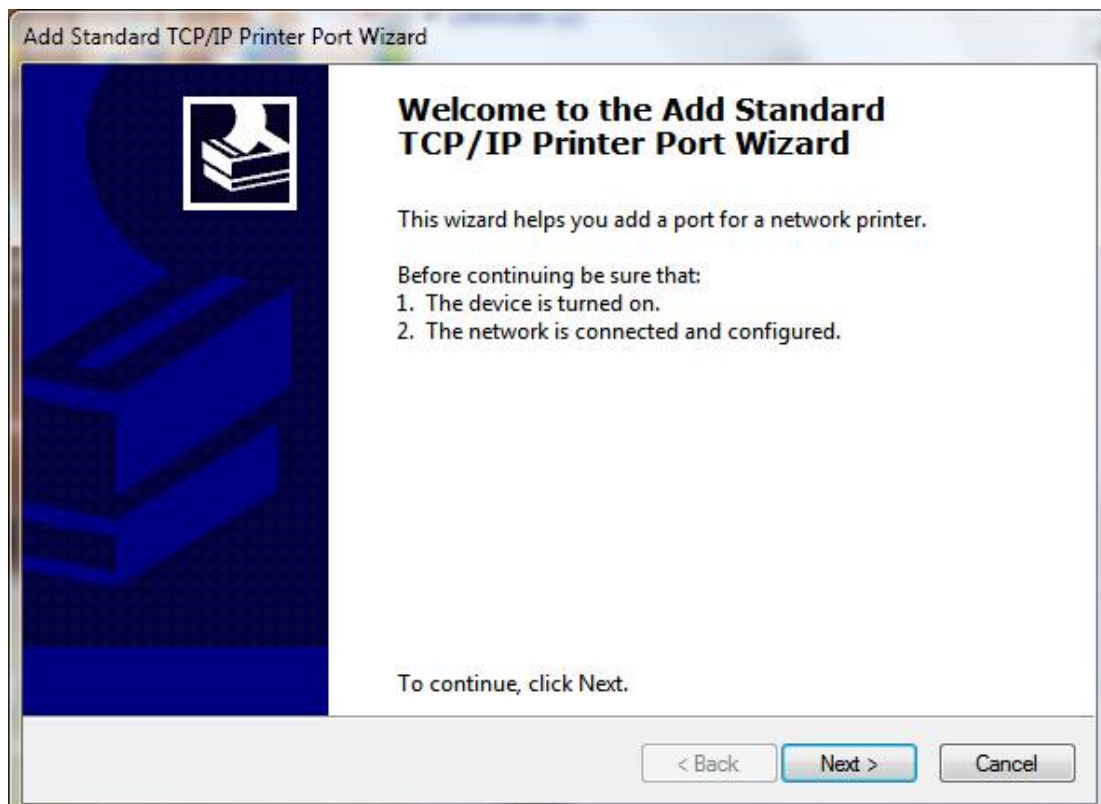 Add Standard TCP/IP Printer Port Wizard
Welcome to the Add Standard
TCP/IP Printer Port Wizard
This wizard helps you add a port for a network printer.
Before continuing be sure that:
1. The device is turned on.
2. The network is connected and configured.
To continue, click Next.
< Back
Next >
Cancel